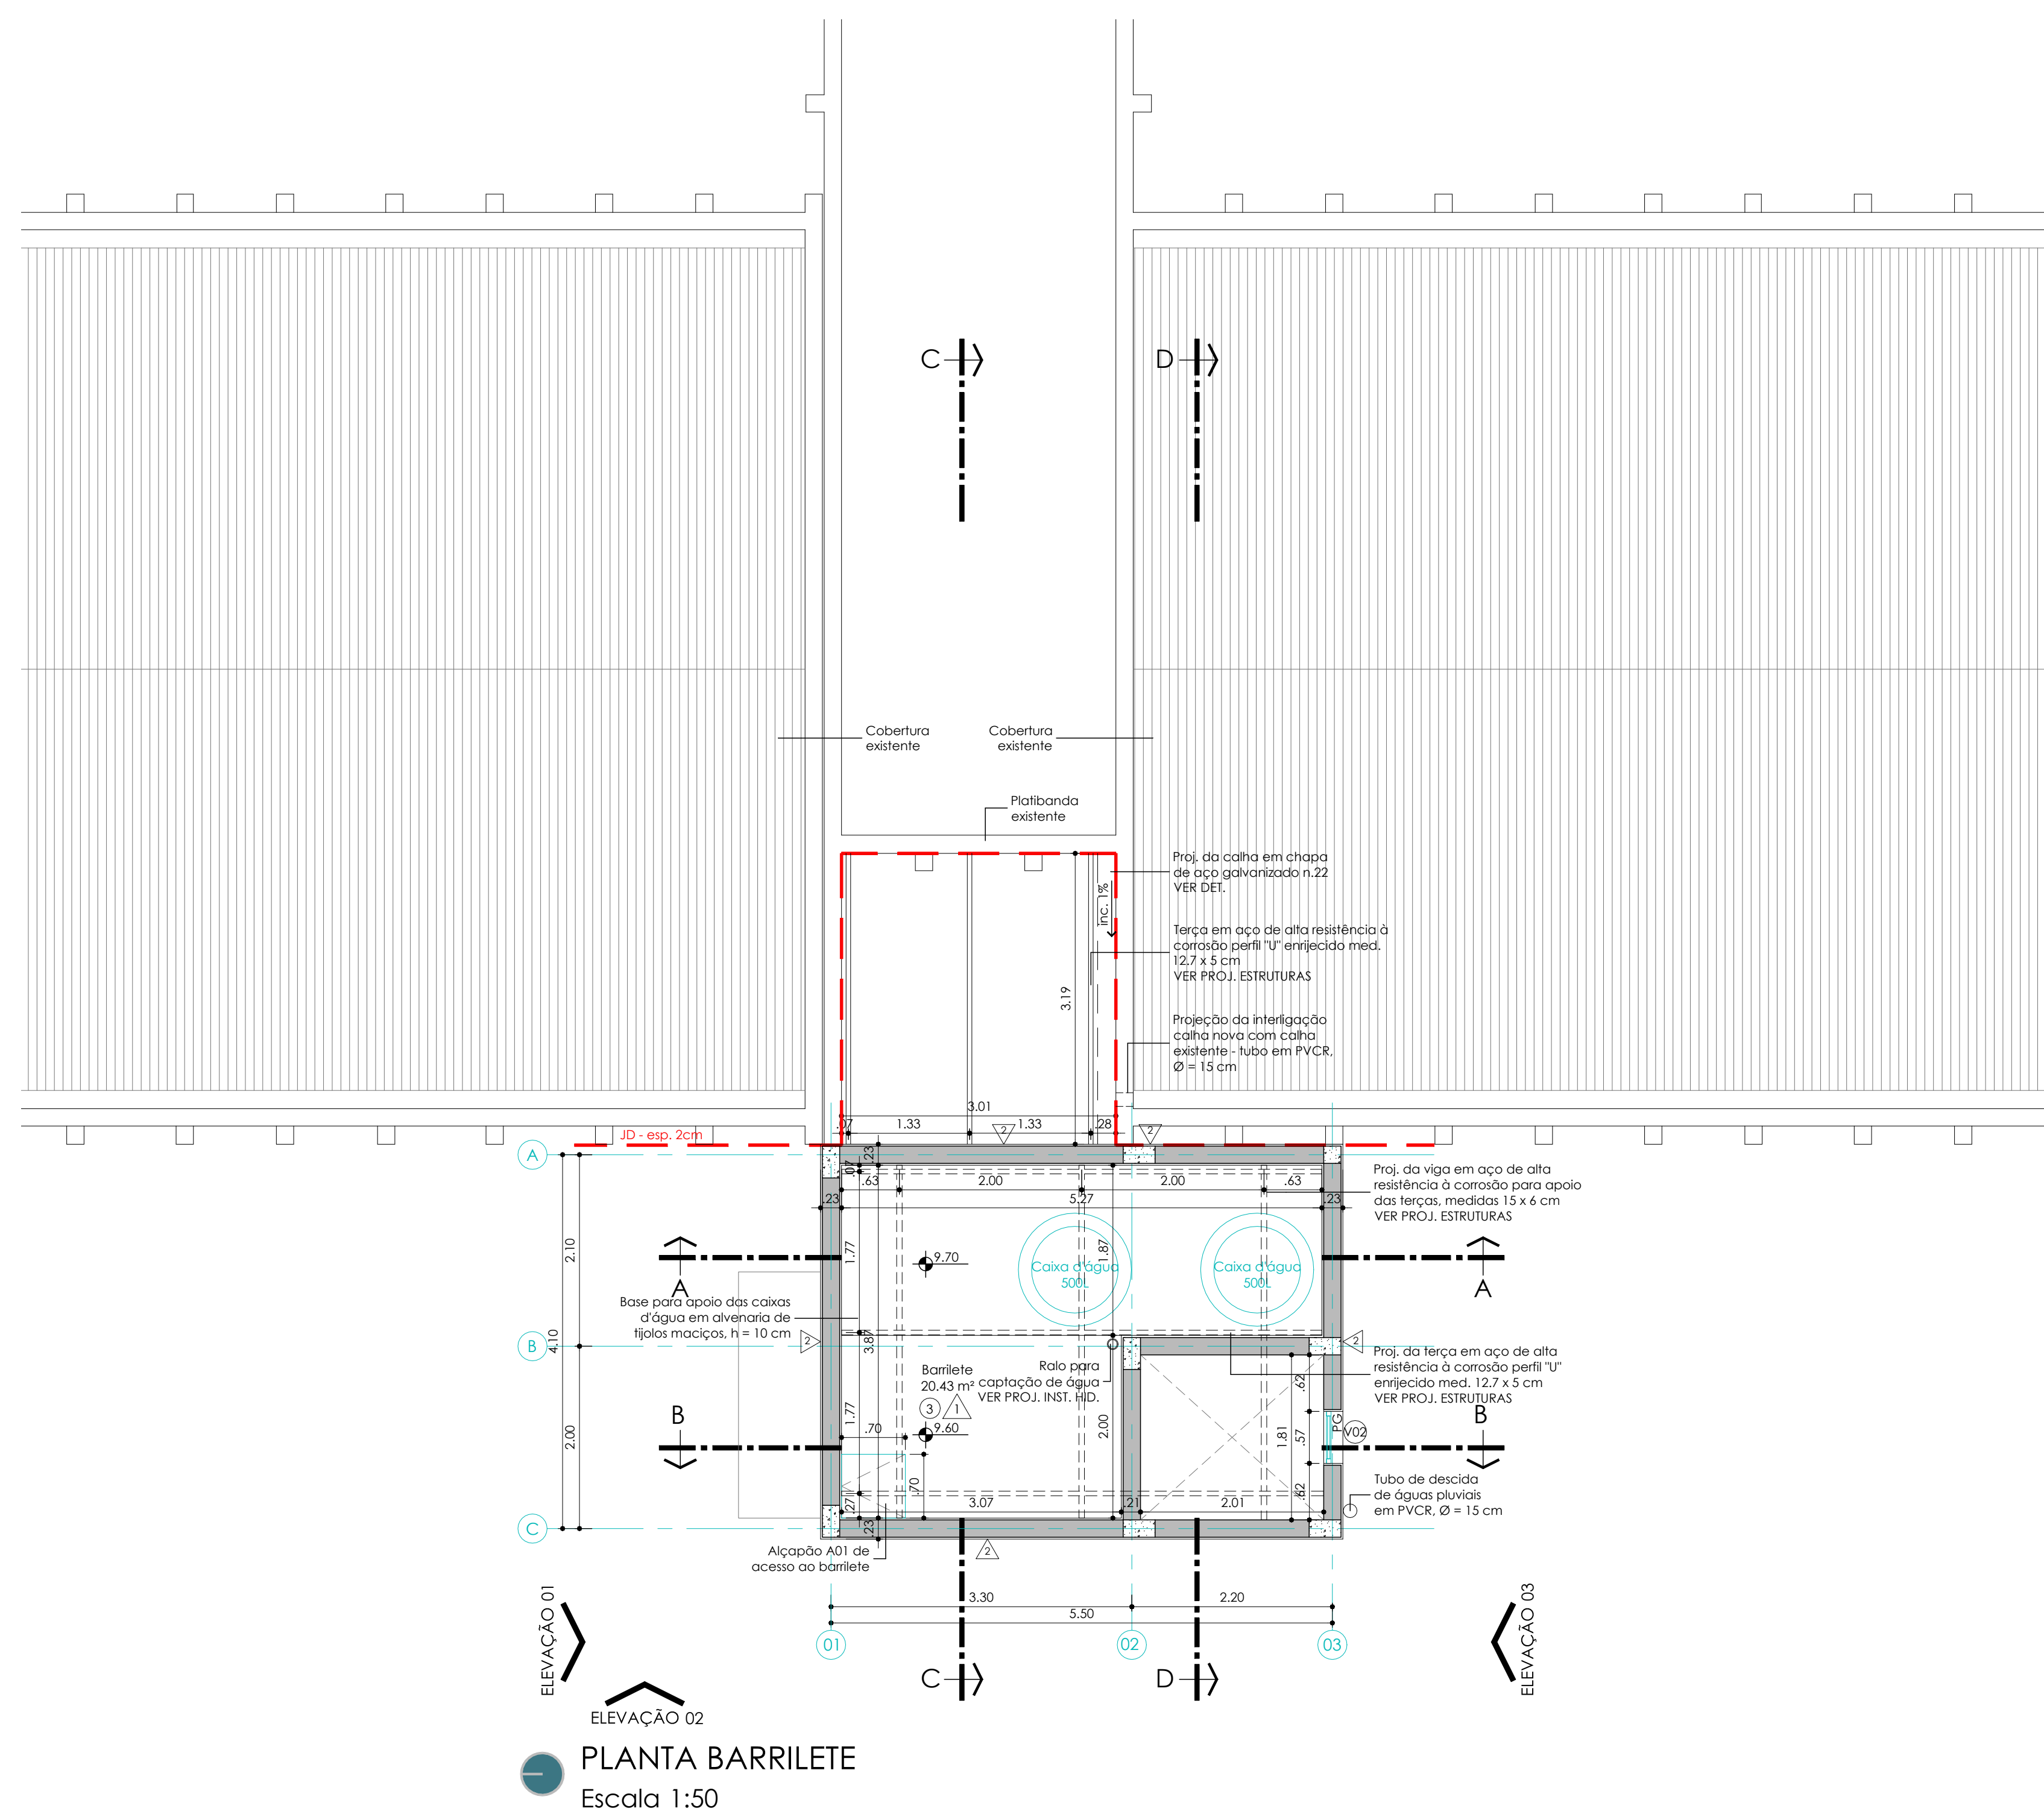 C
D
Cobertura
existente
Cobertura
existente
Platibanda
existente
Proj. da calha em chapa
de aço galvanizado n.22
VER DET.
inc. 1%
Terça em aço de alta resistência à
corrosão perfil "U" enrijecido med.
12.7 x 5 cm
VER PROJ. ESTRUTURAS
3.19
Projeção da interligação
calha nova com calha
existente - tubo em PVCR,
Ø = 15 cm
3.01
.07
1.33
1.33
.28
JD - esp. 2cm
2
2
A
.23
.07
.63
2.00
2.00
.63
.23
5.27
.23
Proj. da viga em aço de alta
resistência à corrosão para apoio
das terças, medidas 15 x 6 cm
VER PROJ. ESTRUTURAS
2.10
1.77
9.70
1.87
Caixa d'água
500L
Caixa d'água
500L
A
A
Base para apoio das caixas
d'água em alvenaria de
tijolos maciços, h = 10 cm
B
4.10
2
3.87
2
Proj. da terça em aço de alta
resistência à corrosão perfil "U"
enrijecido med. 12.7 x 5 cm
VER PROJ. ESTRUTURAS
Barrilete
20.43 m²
3
1
9.60
Ralo para
captação de água
VER PROJ. INST. HID.
.62
B
B
1.77
.70
2.00
2.00
1.81
.57
PG
V02
.70
.62
Tubo de descida
de águas pluviais
em PVCR, Ø = 15 cm
.27
3.07
.21
2.01
C
.23
Alçapão A01 de
acesso ao barrilete
2
3.30
2.20
5.50
01
02
03
ELEVAÇÃO 01
ELEVAÇÃO 03
C
D
ELEVAÇÃO 02
PLANTA BARRILETE
Escala 1:50